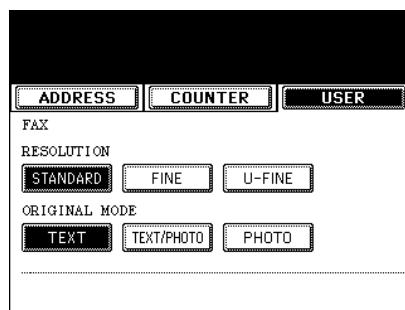 ADDRESS COUNTER USER
FAX
RESOLUTION
STANDARD FINE U-FINE
ORIGINAL MODE
TEXT TEXT/PHOTO PHOTO